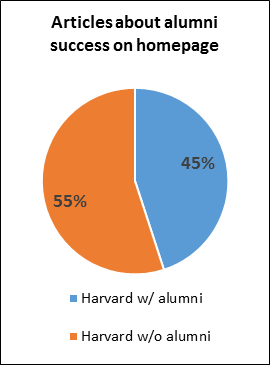 Articles about alumni
success on homepage
45%
55%
Harvard w/ alumni
Harvard w/o alumni